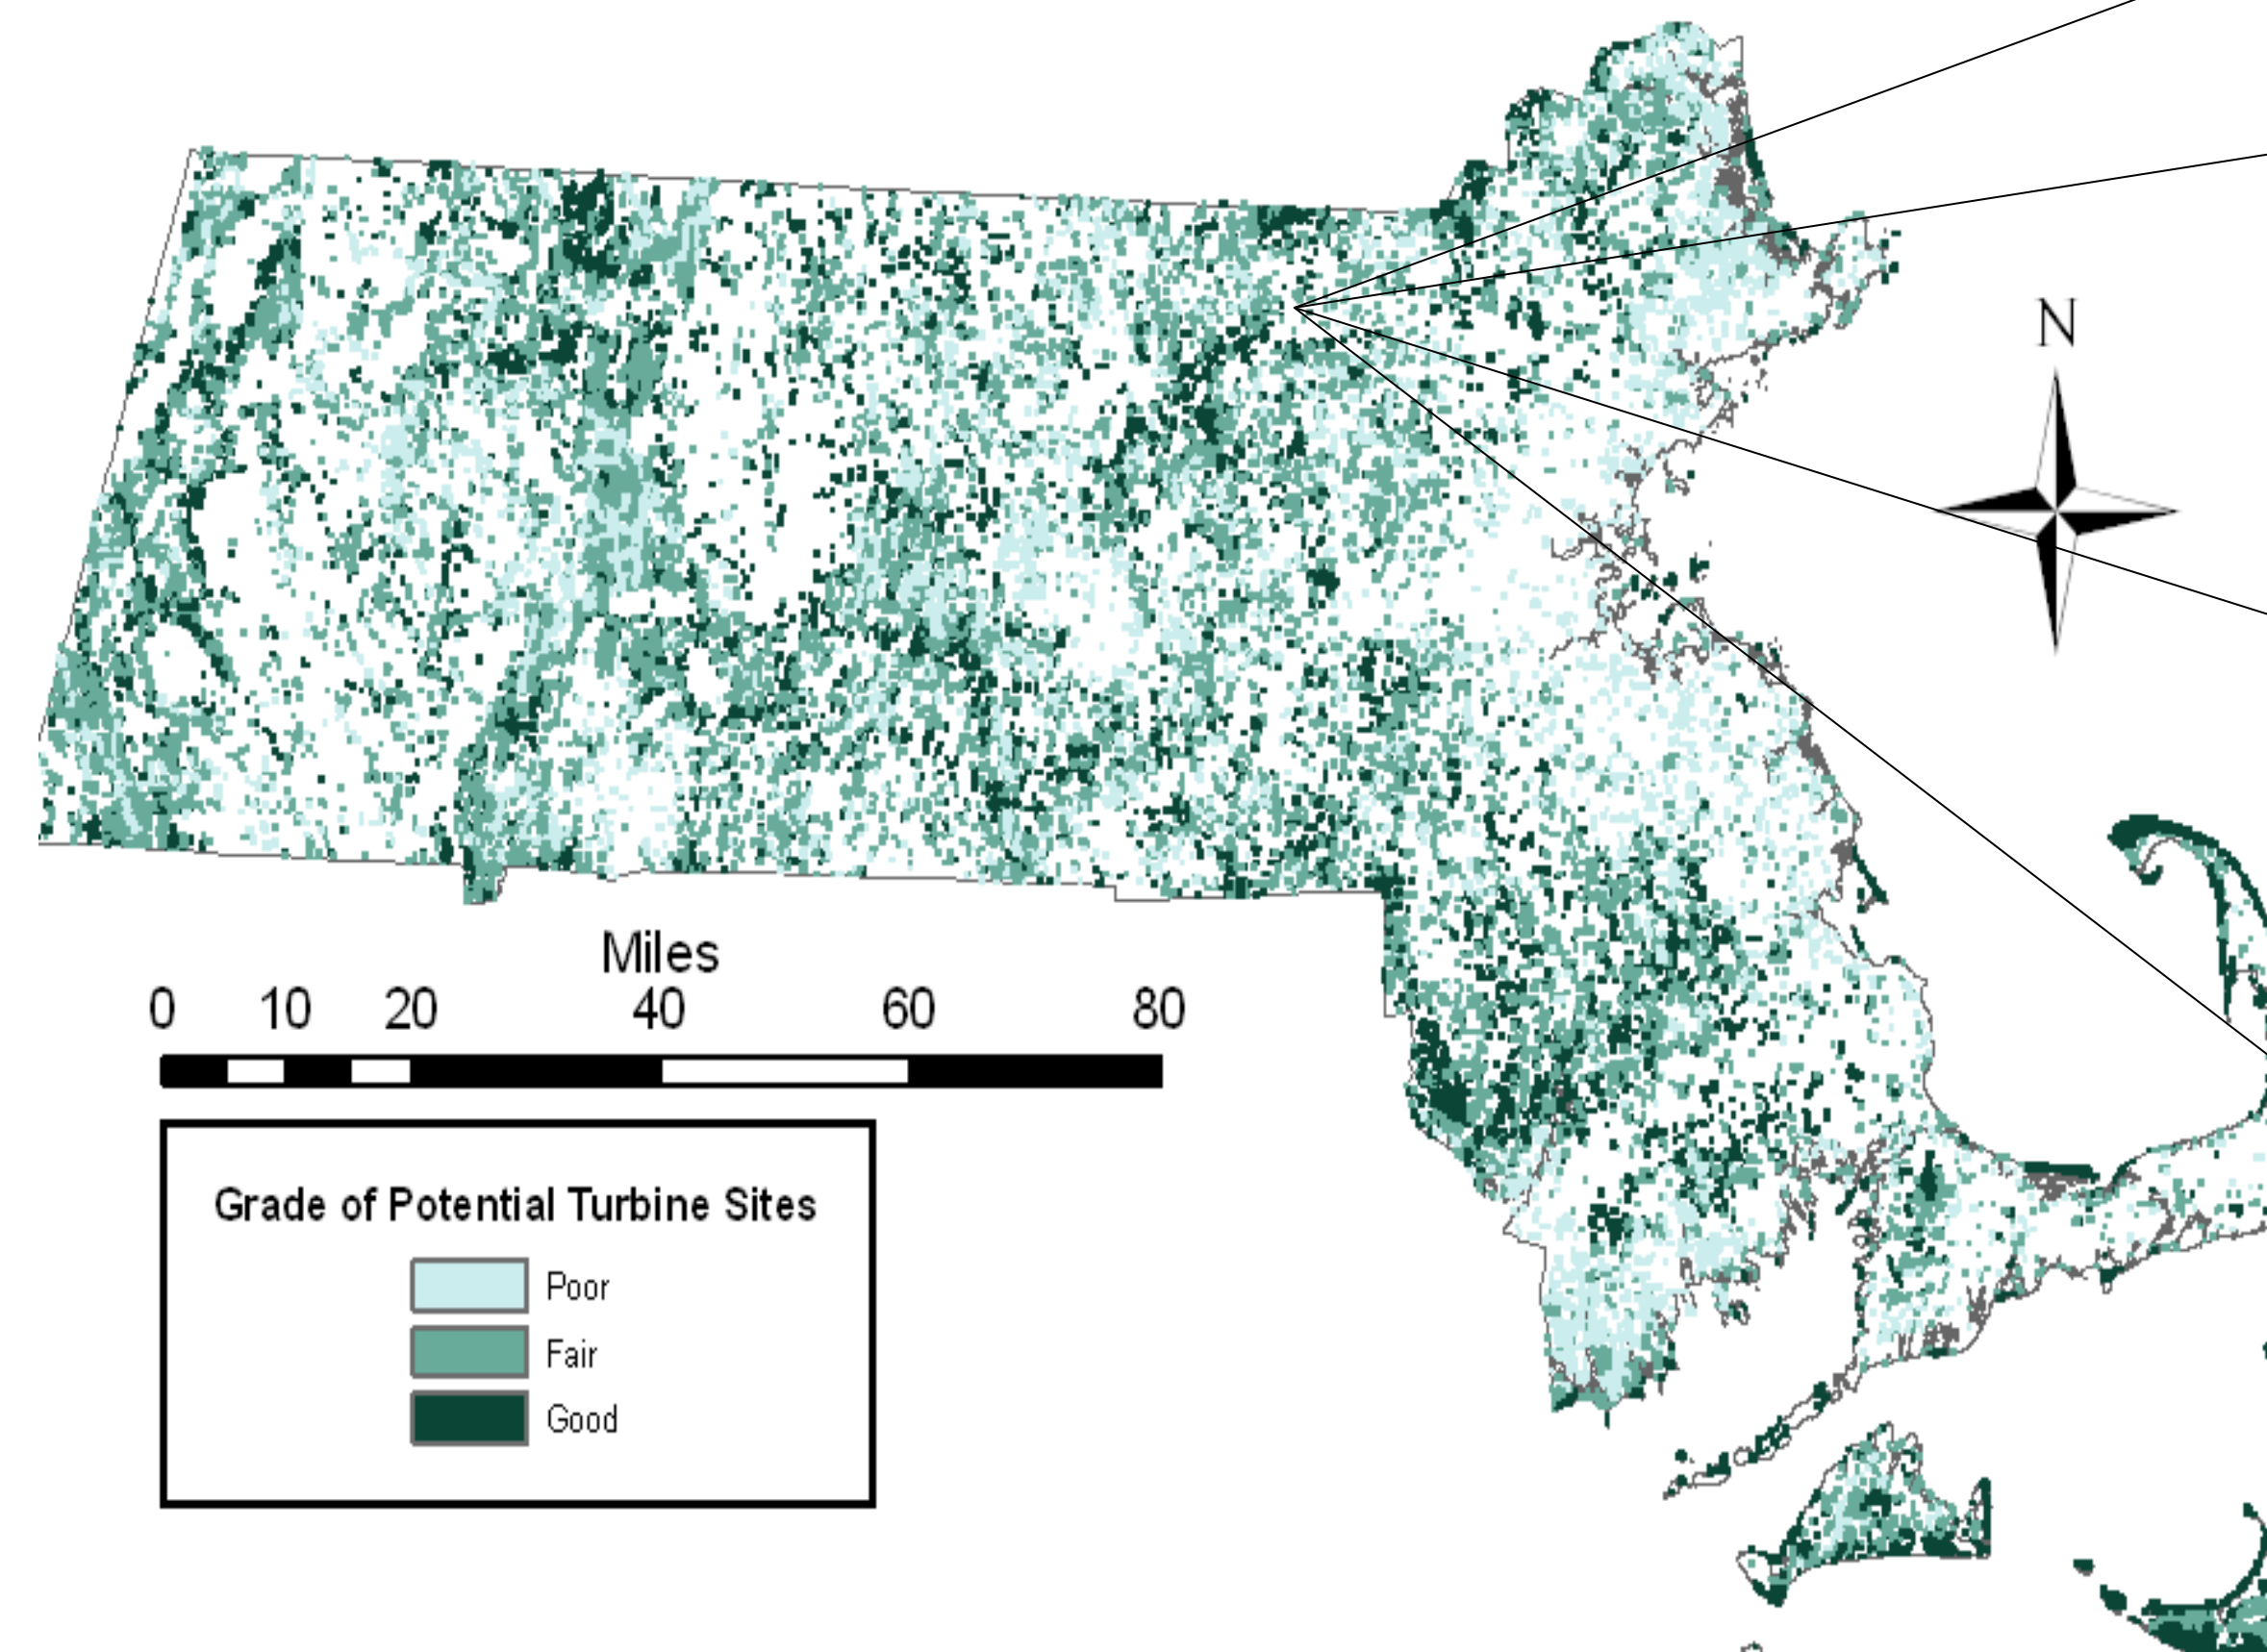 N
Miles
0 10 20 40 60 80
Grade of Potential Turbine Sites
Poor
Fair
Good